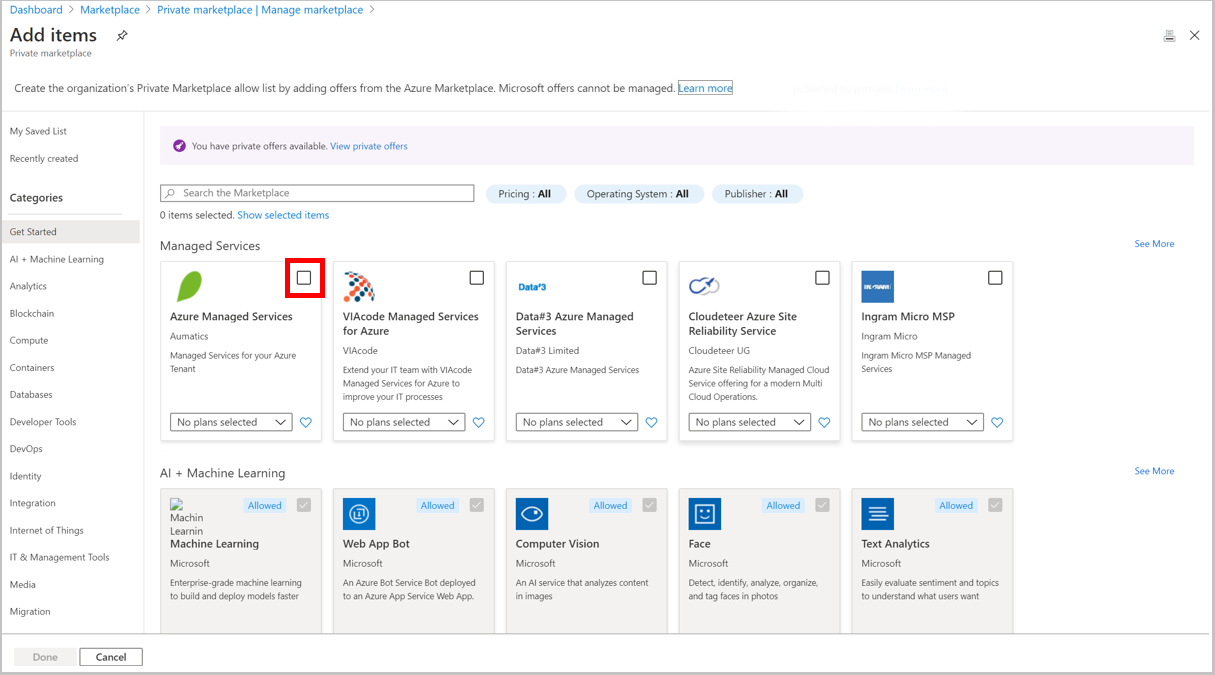 Dashboard > Marketplace > Private marketplace | Manage marketplace >
Add items
Private marketplace
Create the organization's Private Marketplace allow list by adding offers from the Azure Marketplace. Microsoft offers cannot be managed. Learn more
My Saved List
Recently created
Categories
Get Started
AI + Machine Learning
Analytics
Blockchain
Compute
Containers
Databases
Developer Tools
DevOps
Identity
Integration
Internet of Things
IT & Management Tools
Media
Migration
You have private offers available. View private offers
Search the Marketplace
Pricing : All
Operating System : All
Publisher : All
0 items selected. Show selected items
Managed Services
See More
Azure Managed Services
Aumatics
Managed Services for your Azure
Tenant
No plans selected
VIAcode Managed Services
for Azure
VIAcode
Extend your IT team with VIAcode
Managed Services for Azure to
improve your IT processes
No plans selected
Data#3
Data#3 Azure Managed
Services
Data#3 Limited
Data#3 Azure Managed Services
No plans selected
Cloudeteer Azure Site
Reliability Service
Cloudeteer UG
Azure Site Reliability Managed Cloud
Service offering for a modern Multi
Cloud Operations.
No plans selected
INGRAM
Ingram Micro MSP
Ingram Micro
Ingram Micro MSP Managed
Services
No plans selected
AI + Machine Learning
See More
Machin
Learnin
Allowed
Machine Learning
Microsoft
Enterprise-grade machine learning
to build and deploy models faster
Allowed
Web App Bot
Microsoft
An Azure Bot Service Bot deployed
to an Azure App Service Web App.
Allowed
Computer Vision
Microsoft
An AI service that analyzes content
in images
Allowed
Face
Microsoft
Detect, identify, analyze, organize,
and tag faces in photos
Allowed
Text Analytics
Microsoft
Easily evaluate sentiment and topics
to understand what users want
Done
Cancel